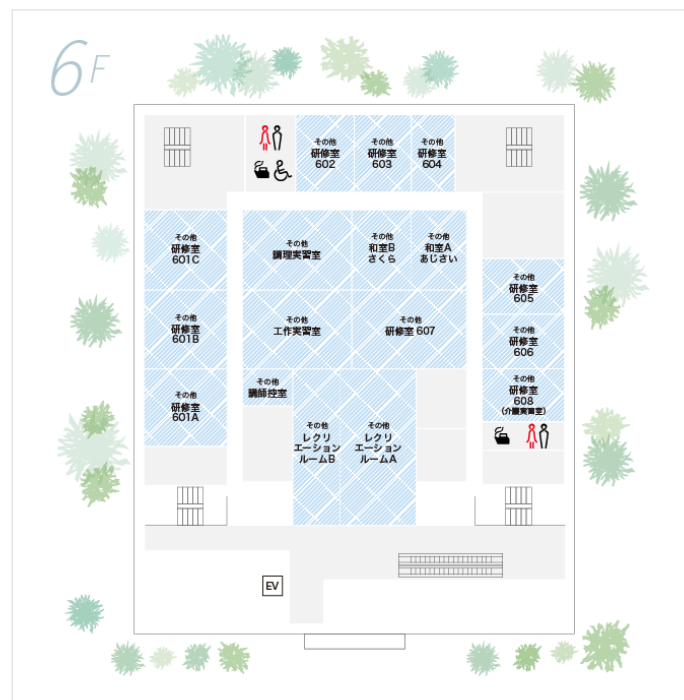 6F
その他
研修室
602
その他
研修室
603
その他
研修室
604
その他
研修室
601C
その他
調理実習室
その他
和室B
さくら
その他
和室A
あじさい
その他
研修室
605
その他
研修室
601B
その他
工作実習室
その他
研修室 607
その他
研修室
606
その他
研修室
601A
その他
講師控室
その他
研修室
608
(介護実習室)
その他
レクリ
エーション
ルームB
その他
レクリ
エーション
ルームA
EV